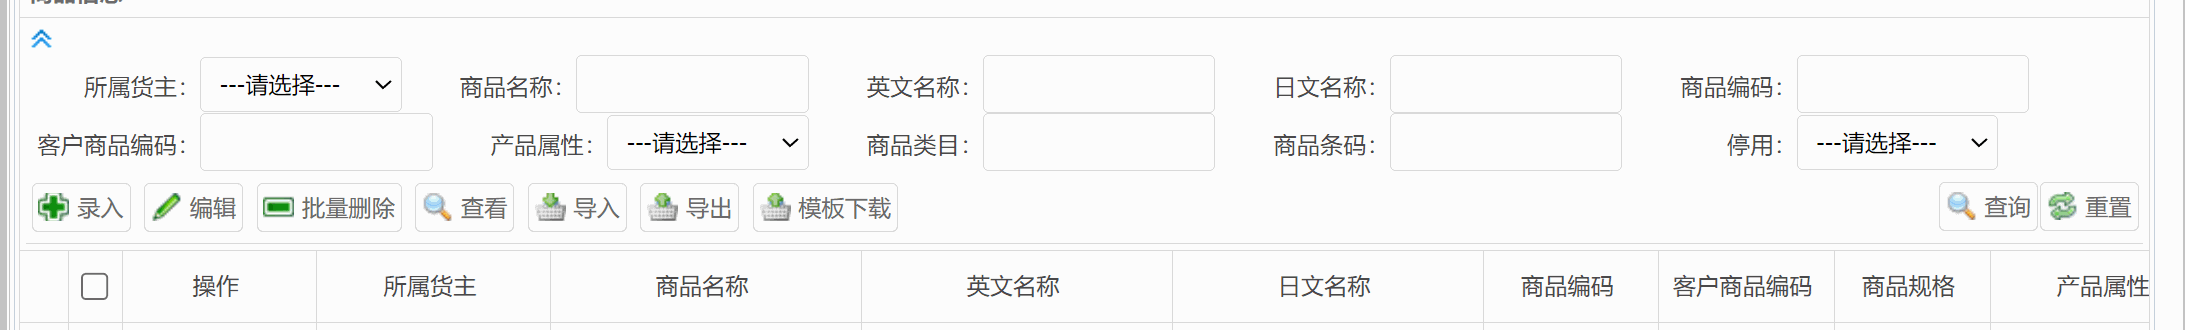 商品信息
所属货主： ---请选择--- 商品名称： 英文名称： 日文名称： 商品编码：
客户商品编码： 产品属性： ---请选择--- 商品类目： 商品条码： 停用： ---请选择---
录入 编辑 批量删除 查看 导入 导出 模板下载 查询 重置
操作 所属货主 商品名称 英文名称 日文名称 商品编码 客户商品编码 商品规格 产品属性